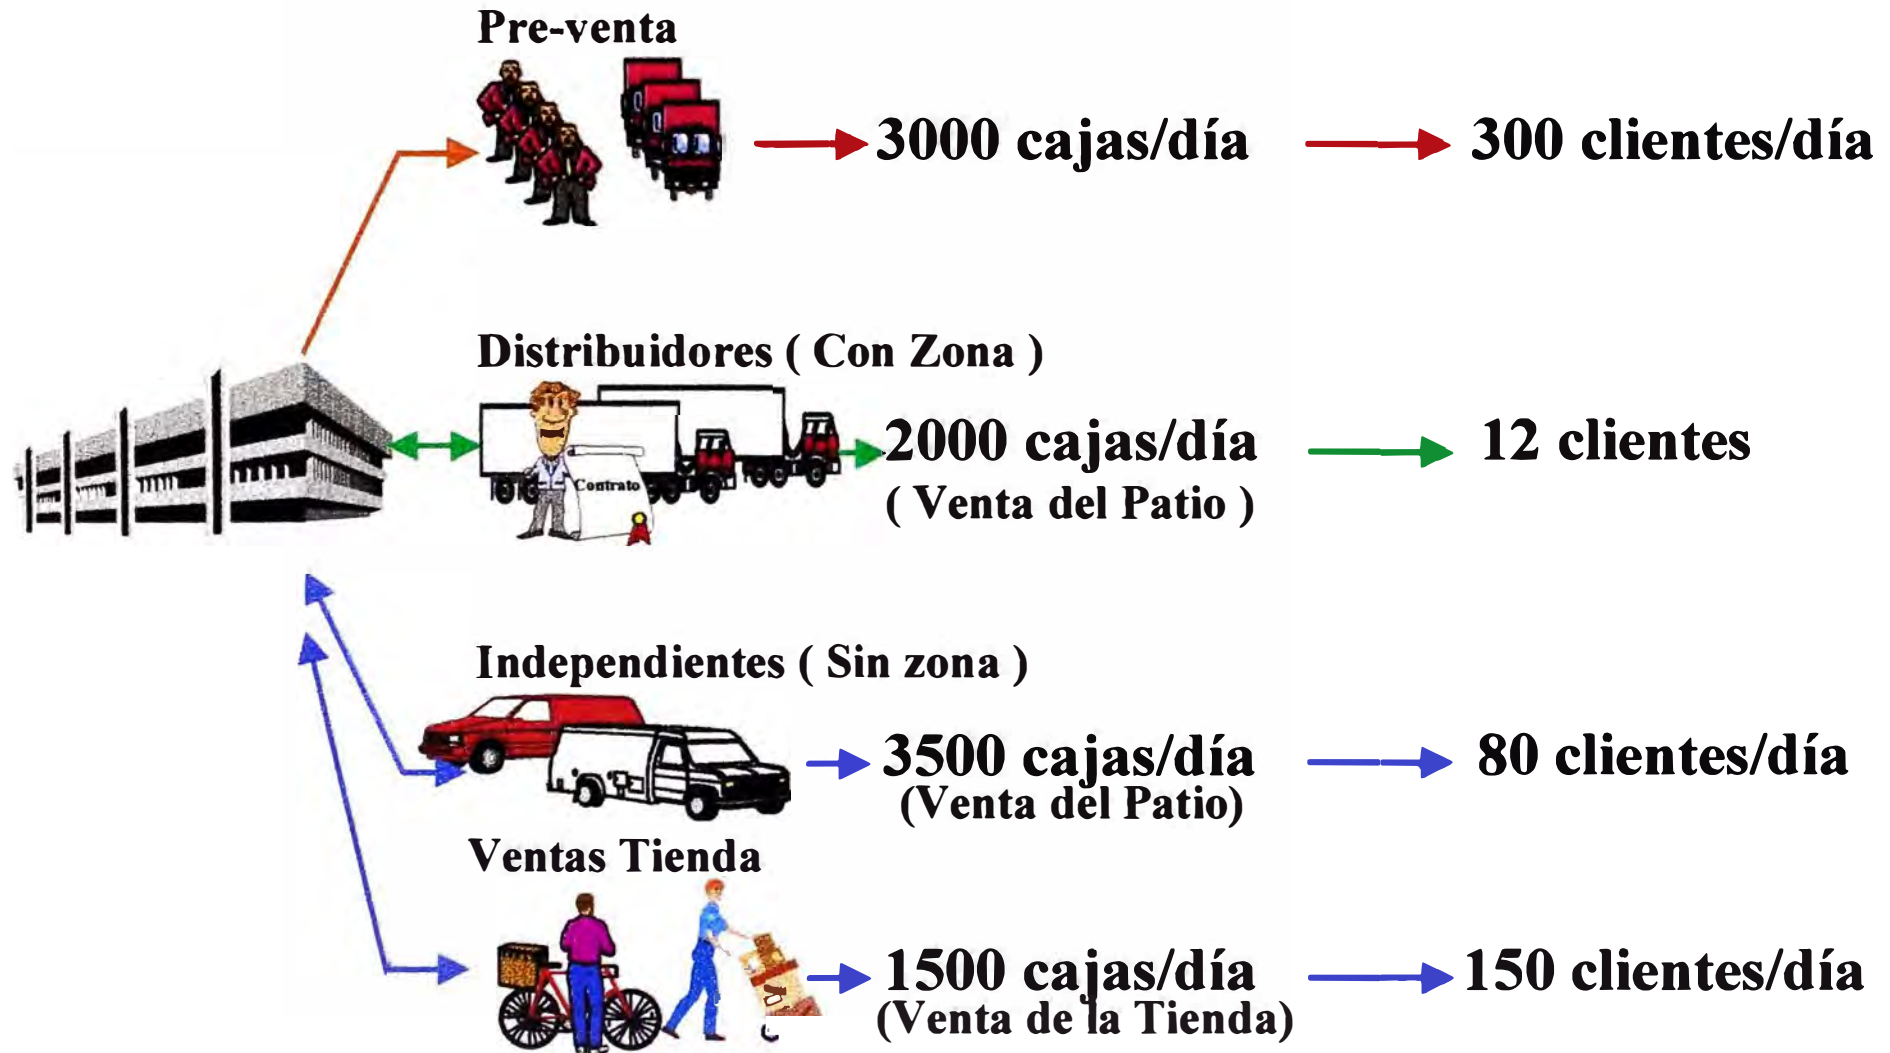 Pre-venta
3000 cajas/día
300 clientes/día
Distribuidores ( Con Zona )
Contrato
2000 cajas/día
12 clientes
( Venta del Patio )
Independientes ( Sin zona )
3500 cajas/día
80 clientes/día
(Venta del Patio)
Ventas Tienda
1500 cajas/día
150 clientes/día
(Venta de la Tienda)